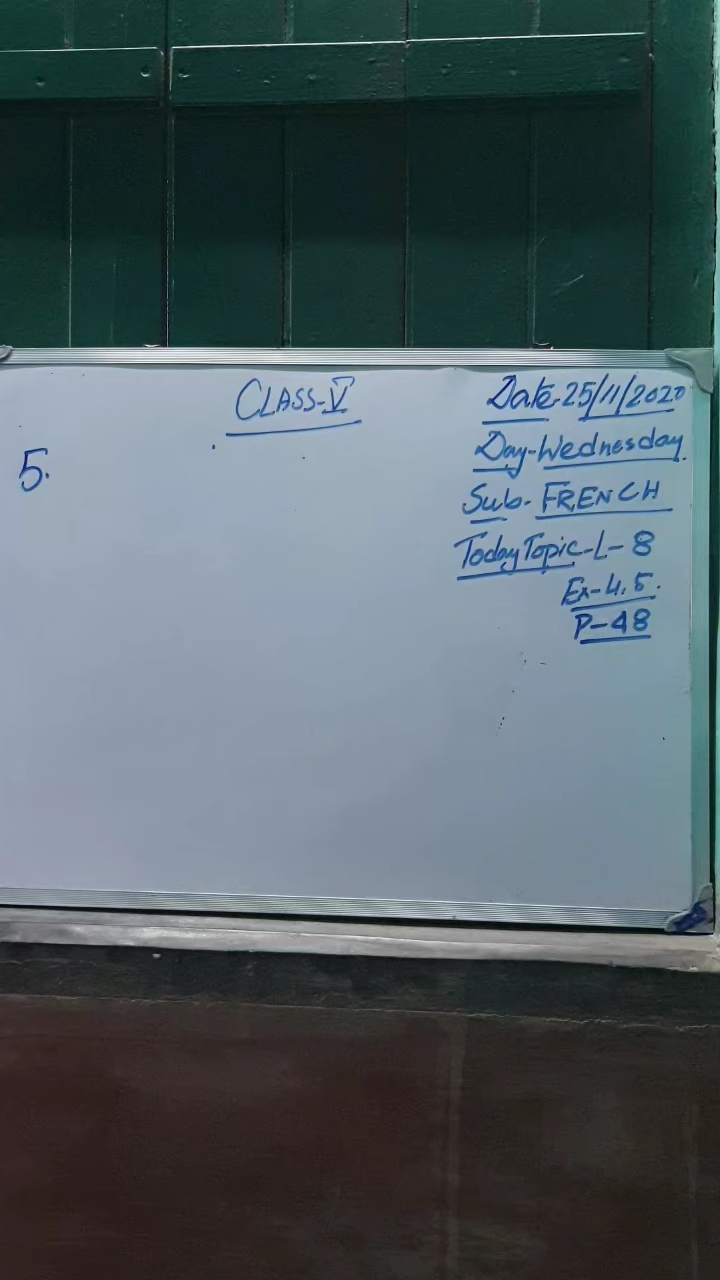 CLASS-V
Date-25/11/2020
Day-Wednesday
5.
Sub-FRENCH
Today Topic-L-8
Ex-4,5.
P-48